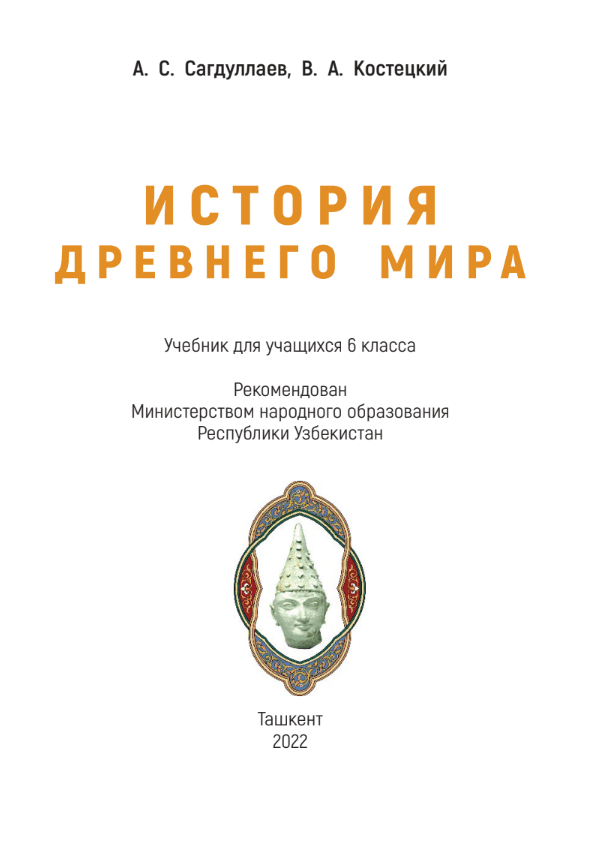 А. С. Сагдуллаев, В. А. Костецкий
ИСТОРИЯ
ДРЕВНЕГО МИРА
Учебник для учащихся 6 класса
Рекомендован
Министерством народного образования
Республики Узбекистан
Ташкент
2022